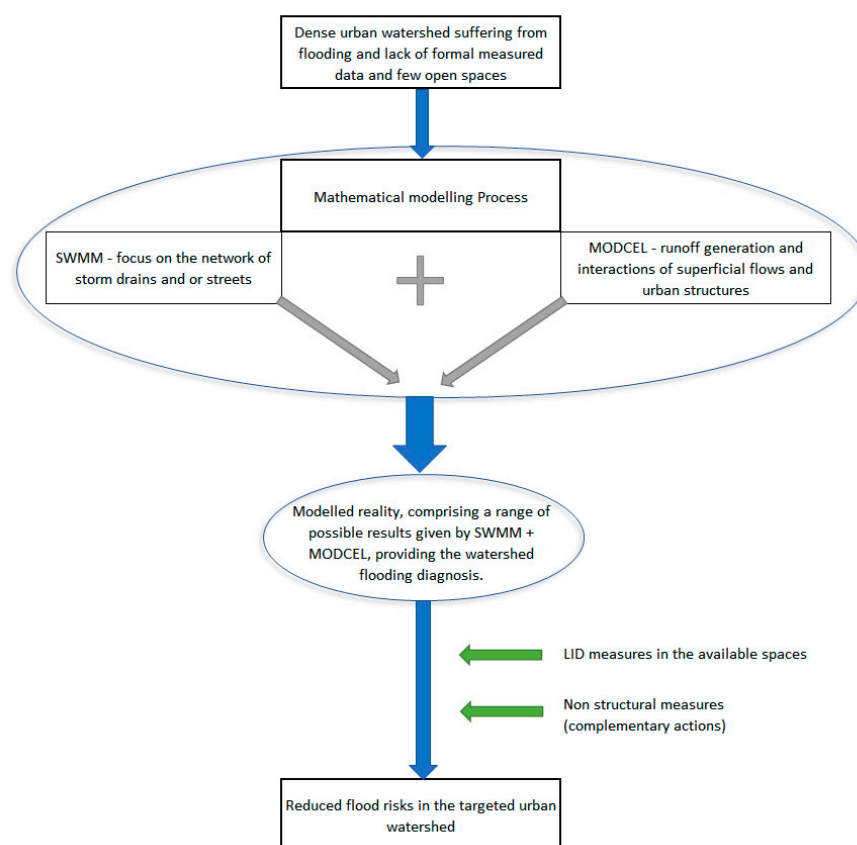 Dense urban watershed suffering from
flooding and lack of formal measured
data and few open spaces
Mathematical modelling Process
SWMM - focus on the network of
storm drains and or streets
MODCEL - runoff generation and
interactions of superficial flows and
urban structures
Modelled reality, comprising a range of
possible results given by SWMM +
MODCEL, providing the watershed
flooding diagnosis.
LID measures in the available spaces
Non structural measures
(complementary actions)
Reduced flood risks in the targeted urban
watershed